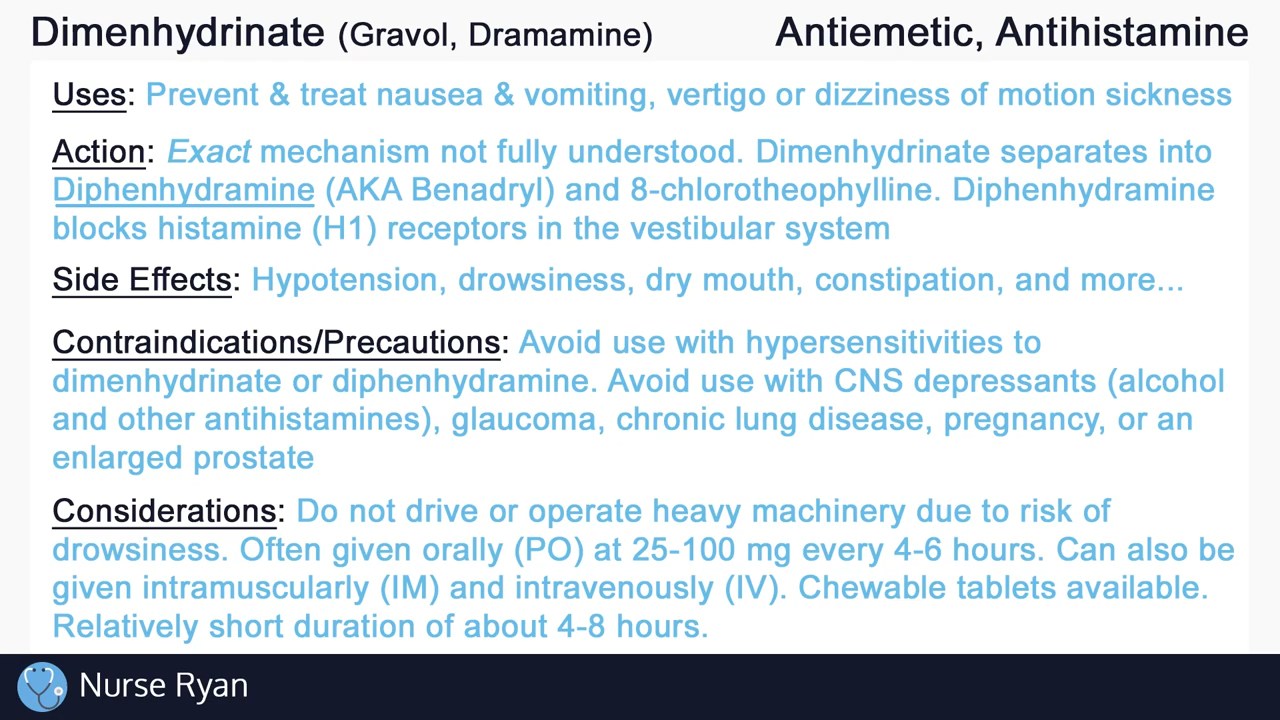 Dimenhydrinate (Gravol, Dramamine) Antiemetic, Antihistamine
Uses: Prevent & treat nausea & vomiting, vertigo or dizziness of motion sickness
Action: Exact mechanism not fully understood. Dimenhydrinate separates into
Diphenhydramine (AKA Benadryl) and 8-chlorotheophylline. Diphenhydramine
blocks histamine (H1) receptors in the vestibular system
Side Effects: Hypotension, drowsiness, dry mouth, constipation, and more...
Contraindications/Precautions: Avoid use with hypersensitivities to
dimenhydrinate or diphenhydramine. Avoid use with CNS depressants (alcohol
and other antihistamines), glaucoma, chronic lung disease, pregnancy, or an
enlarged prostate
Considerations: Do not drive or operate heavy machinery due to risk of
drowsiness. Often given orally (PO) at 25-100 mg every 4-6 hours. Can also be
given intramuscularly (IM) and intravenously (IV). Chewable tablets available.
Relatively short duration of about 4-8 hours.
Nurse Ryan